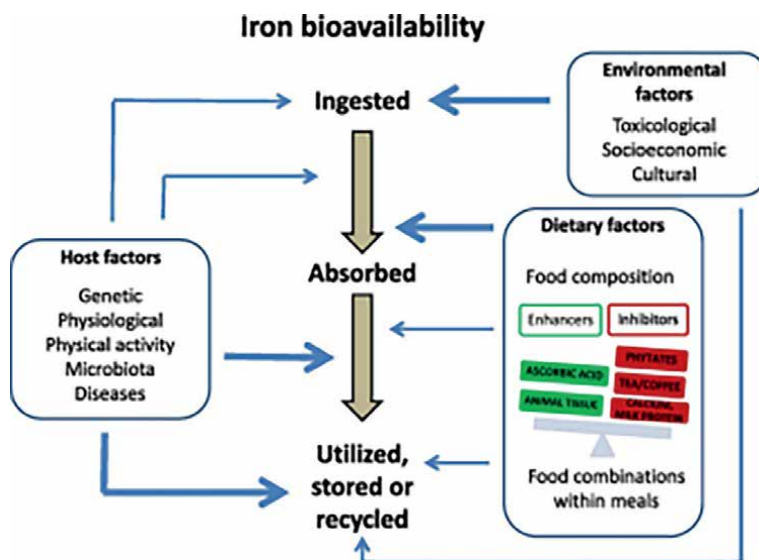 Iron bioavailability
Ingested
Absorbed
Utilized,
stored or
recycled
Environmental
factors
Toxicological
Socioeconomic
Cultural
Host factors
Genetic
Physiological
Physical activity
Microbiota
Diseases
Dietary factors
Food composition
Enhancers
Inhibitors
ASCORBIC ACID
ANIMAL TISSUE
PHYTATES
TEA/COFFEE
CALCIUM,
MILK PROTEIN
Food combinations
within meals